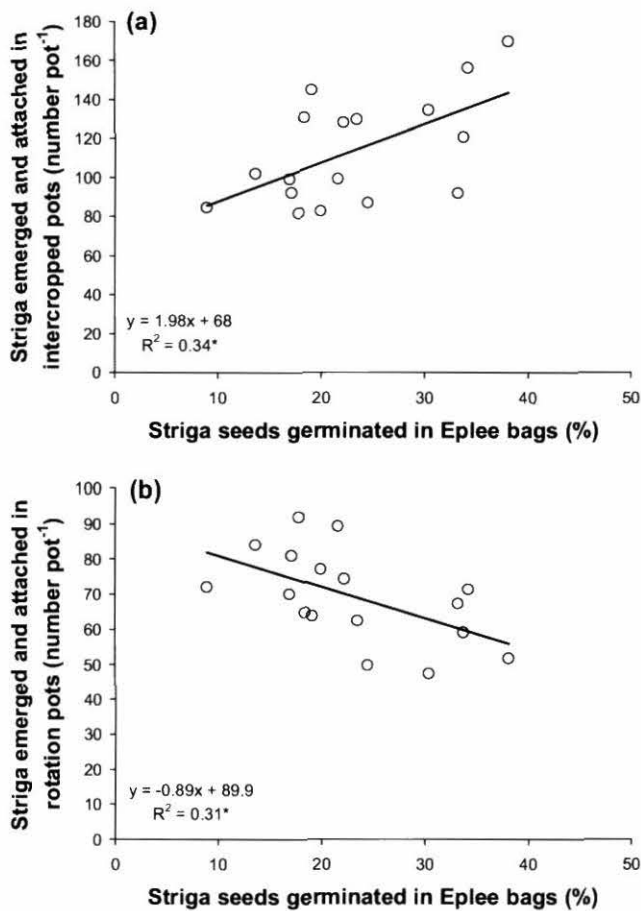 (a)
Striga emerged and attached in
intercropped pots (number pot⁻¹)
180
160
140
120
100
80
60
40
20
0
y = 1.98x + 68
R² = 0.34*
0 10 20 30 40 50
Striga seeds germinated in Eplee bags (%)
(b)
Striga emerged and attached in
rotation pots (number pot⁻¹)
100
90
80
70
60
50
40
30
20
10
0
y = -0.89x + 89.9
R² = 0.31*
0 10 20 30 40 50
Striga seeds germinated in Eplee bags (%)